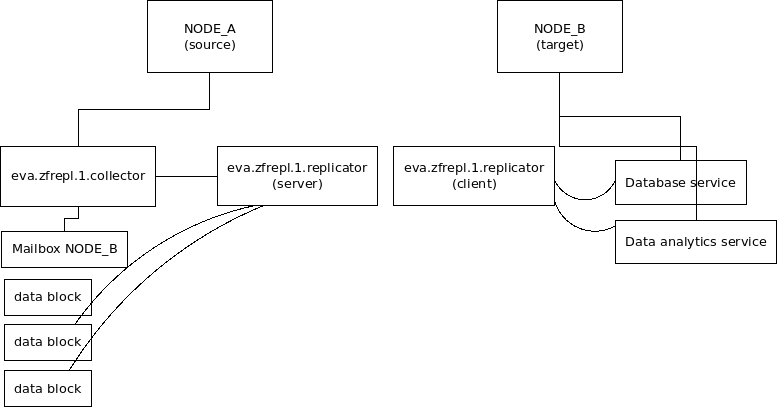 NODE_A
(source)
NODE_B
(target)
eva.zfrepl.1.collector
eva.zfrepl.1.replicator
(server)
eva.zfrepl.1.replicator
(client)
Database service
Data analytics service
Mailbox NODE_B
data block
data block
data block